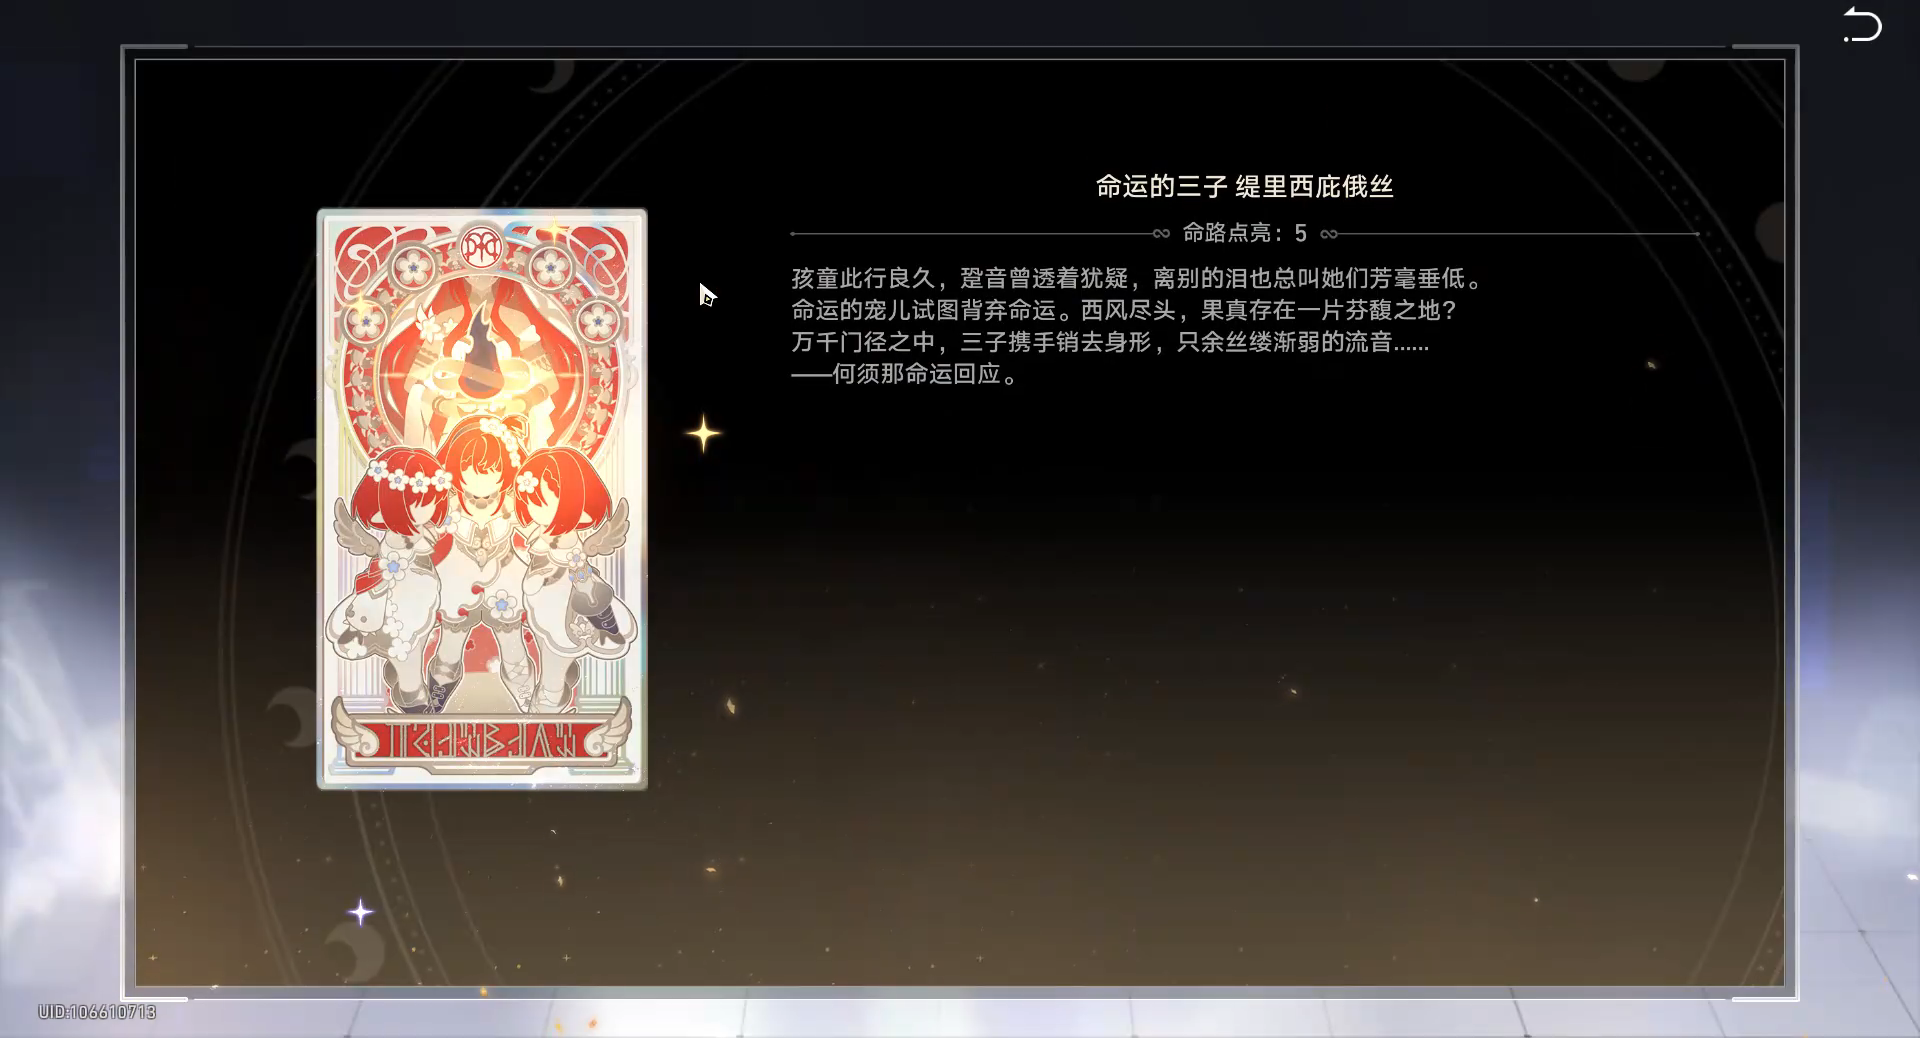 命运的三子 缇里西庇俄丝
命路点亮：5
孩童此行良久，跫音曾透着犹疑，离别的泪也总叫她们芳毫垂低。
命运的宠儿试图背弃命运。西风尽头，果真存在一片芬馥之地？
万千门径之中，三子携手销去身形，只余丝缕渐弱的流音……
——何须那命运回应。
UID:106610713